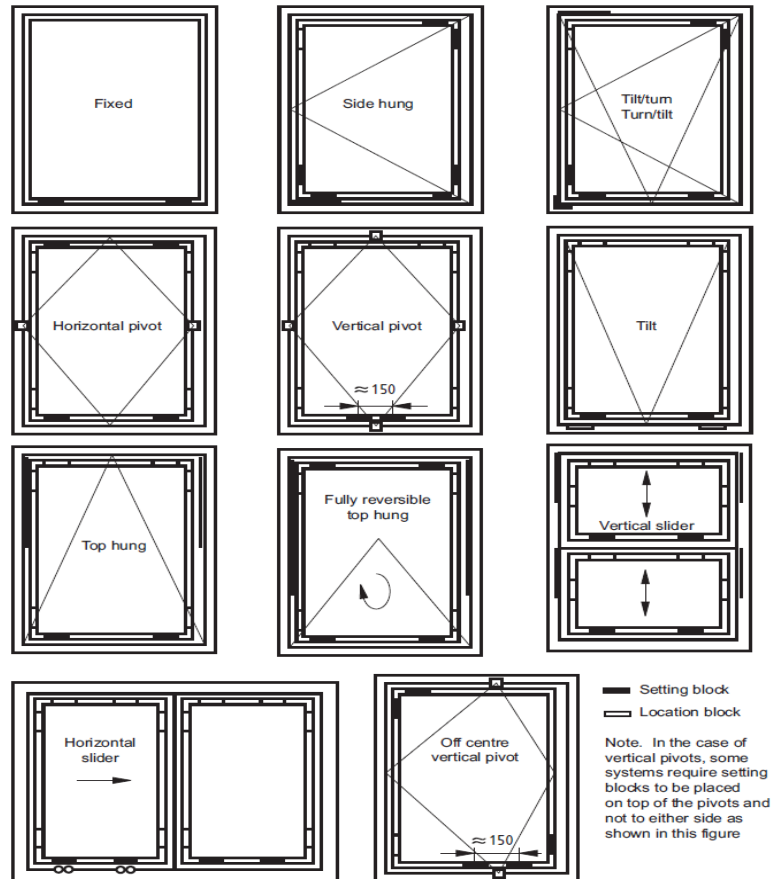 Fixed
Side hung
Tilt/turn
Turn/tilt
Horizontal pivot
Vertical pivot
≈150
Tilt
Top hung
Fully reversible
top hung
Vertical slider
Horizontal
slider
Off centre
vertical pivot
≈150
Setting block
Location block
Note. In the case of
vertical pivots, some
systems require setting
blocks to be placed
on top of the pivots and
not to either side as
shown in this figure